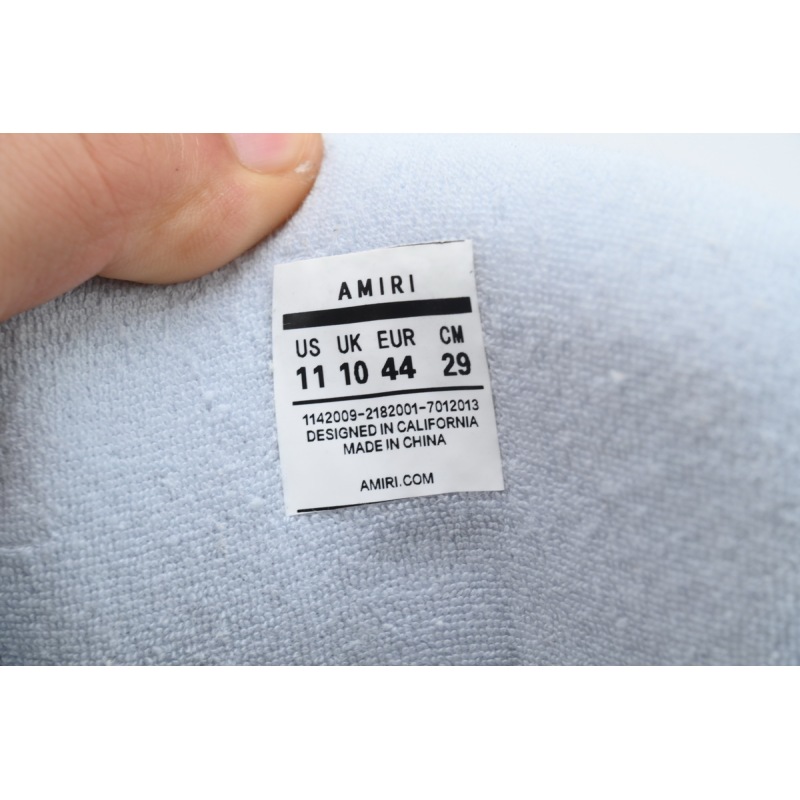 AMIRI
US UK EUR CM
11 10 44 29
1142009-2182001-7012013
DESIGNED IN CALIFORNIA
MADE IN CHINA
AMIRI.COM